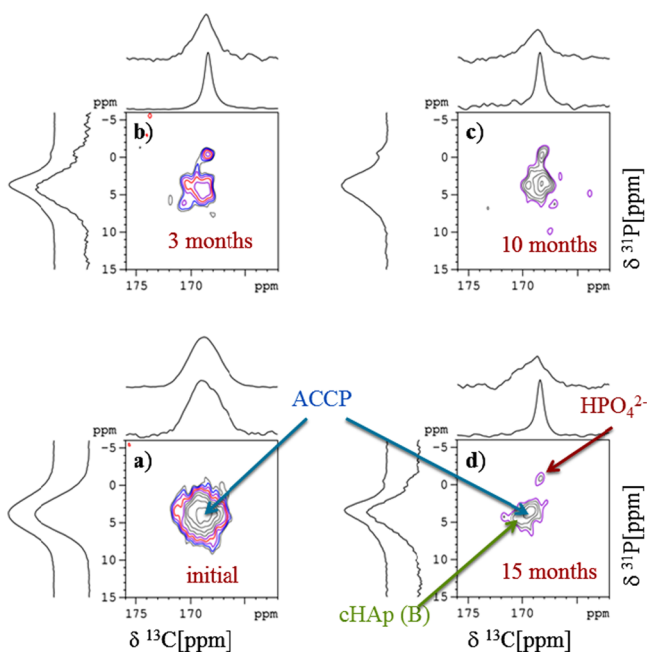 ppm
-5
0
5
10
15
b)
3 months
175
170
ppm
ppm
-5
0
5
10
15
c)
10 months
175
170
ppm
δ ³¹P[ppm]
ACCP
HPO₄²⁻
ppm
-5
0
5
10
15
a)
initial
175
170
ppm
δ ¹³C[ppm]
ppm
-5
0
5
10
15
d)
15 months
175
170
ppm
δ ³¹P[ppm]
cHAp (B)
δ ¹³C[ppm]